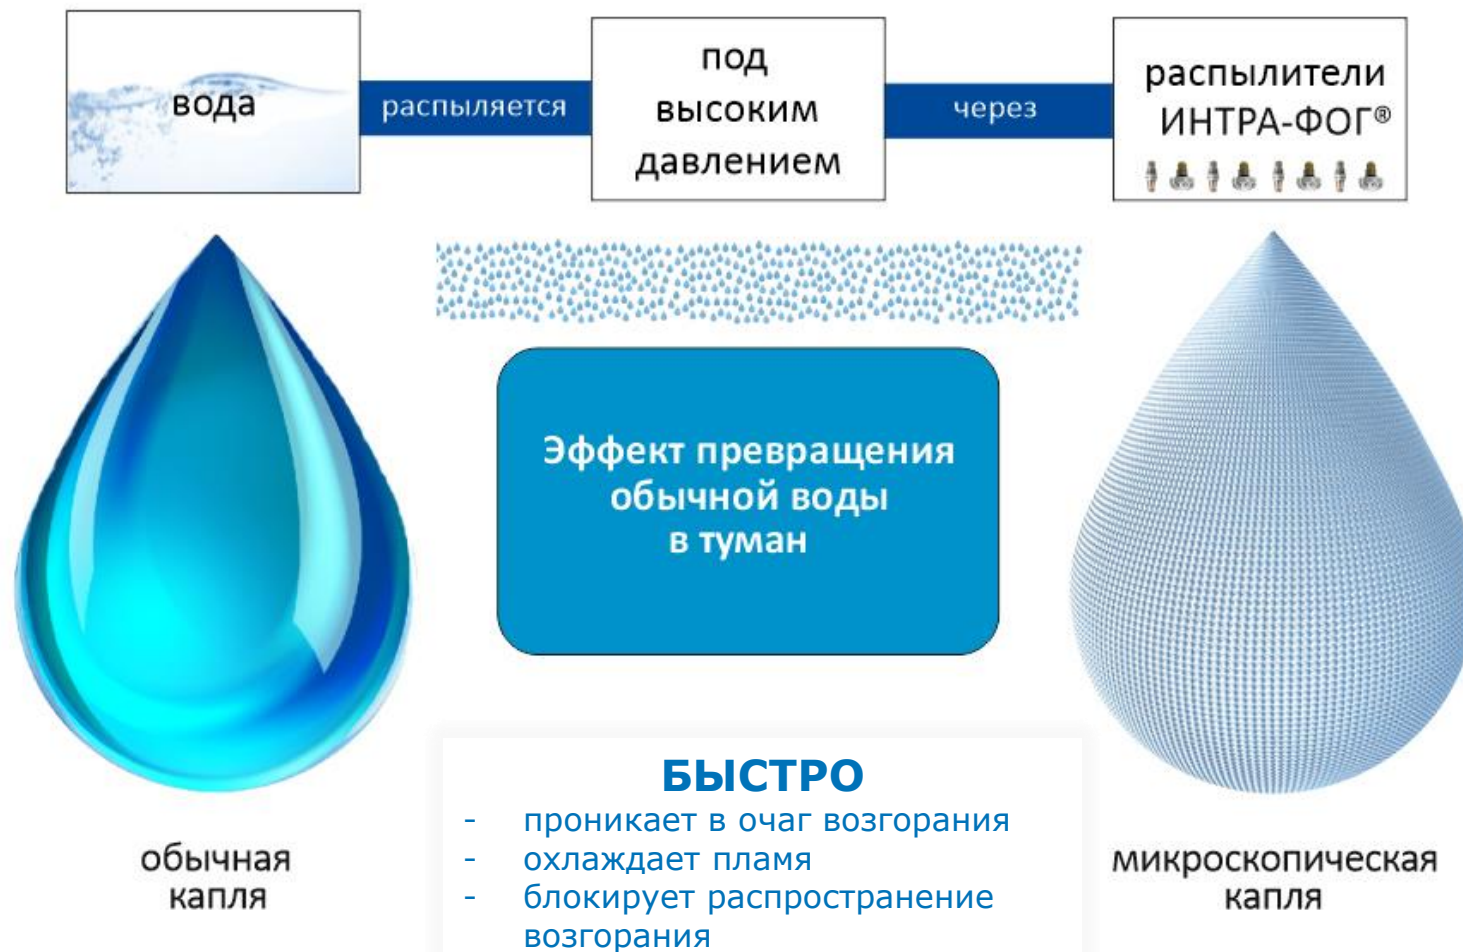 вода
распыляется
под
высоким
давлением
через
распылители
ИНТРА-ФОГ®
Эффект превращения
обычной воды
в туман
обычная
капля
БЫСТРО
- проникает в очаг возгорания
- охлаждает пламя
- блокирует распространение
возгорания
микроскопическая
капля